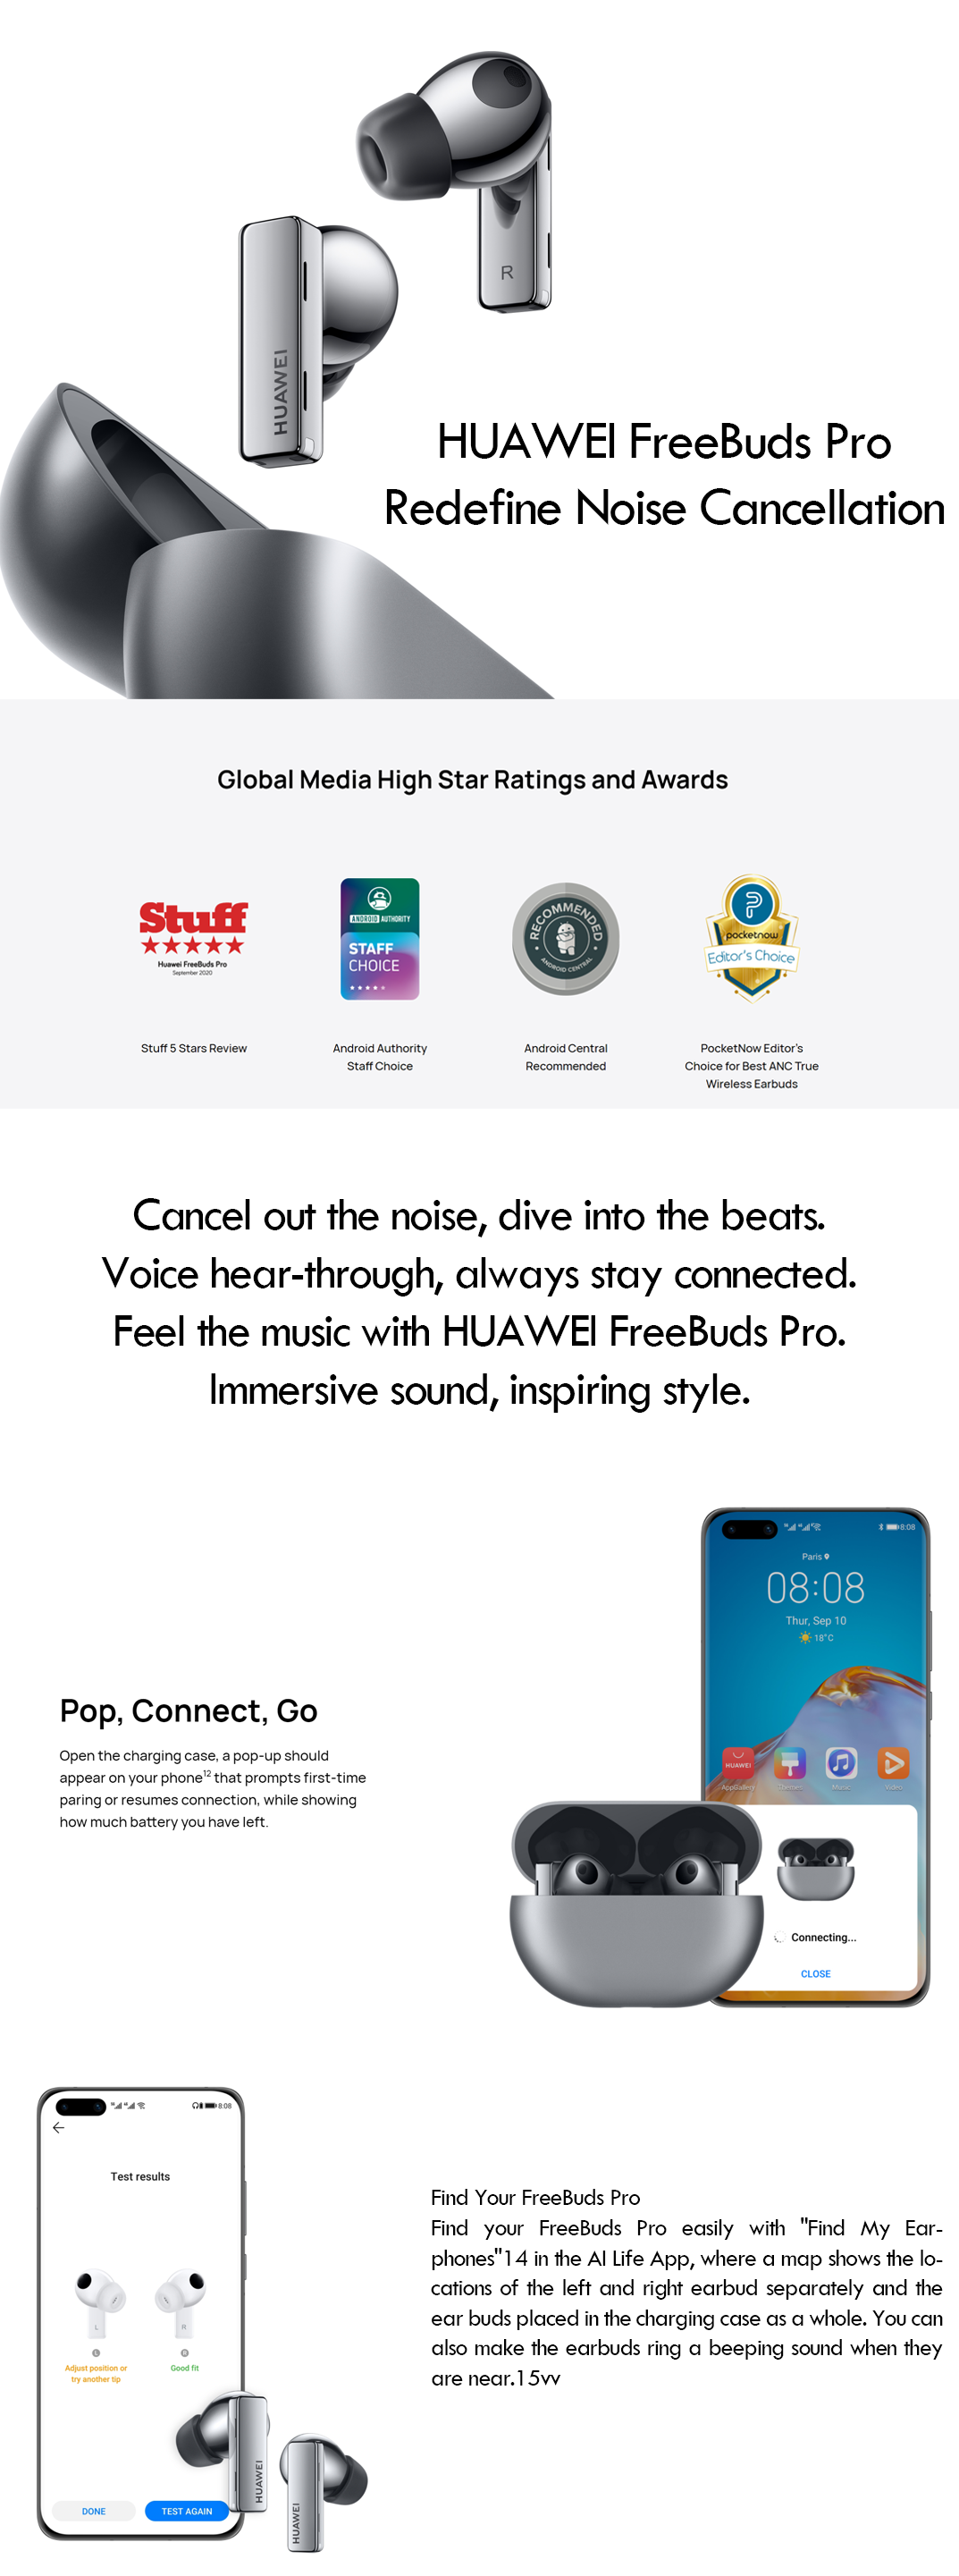 R
HUAWEI
HUAWEI FreeBuds Pro
Redefine Noise Cancellation
Global Media High Star Ratings and Awards
Stuff
Huawei FreeBuds Pro
September 2020
ANDROID AUTHORITY
STAFF
CHOICE
RECOMMENDED
ANDROID CENTRAL
pocketnow
Editor's Choice
Stuff 5 Stars Review
Android Authority
Staff Choice
Android Central
Recommended
PocketNow Editor's
Choice for Best ANC True
Wireless Earbuds
Cancel out the noise, dive into the beats.
Voice hear-through, always stay connected.
Feel the music with HUAWEI FreeBuds Pro.
Immersive sound, inspiring style.
Pop, Connect, Go
Open the charging case, a pop-up should
appear on your phone12 that prompts first-time
paring or resumes connection, while showing
how much battery you have left.
8:08
Paris
08:08
Thur, Sep 10
18°C
HUAWEI
AppGallery
Themes
Music
Video
Connecting...
CLOSE
8:08
Test results
L
R
L
R
Adjust position or
try another tip
Good fit
HUAWEI
HUAWEI
DONE
TEST AGAIN
Find Your FreeBuds Pro
Find your FreeBuds Pro easily with "Find My Ear-
phones"14 in the AI Life App, where a map shows the lo-
cations of the left and right earbud separately and the
ear buds placed in the charging case as a whole. You can
also make the earbuds ring a beeping sound when they
are near.15vv